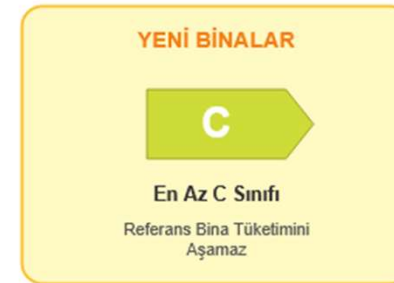 YENİ BİNALAR
C
En Az C Sınıfı
Referans Bina Tüketimini
Aşamaz